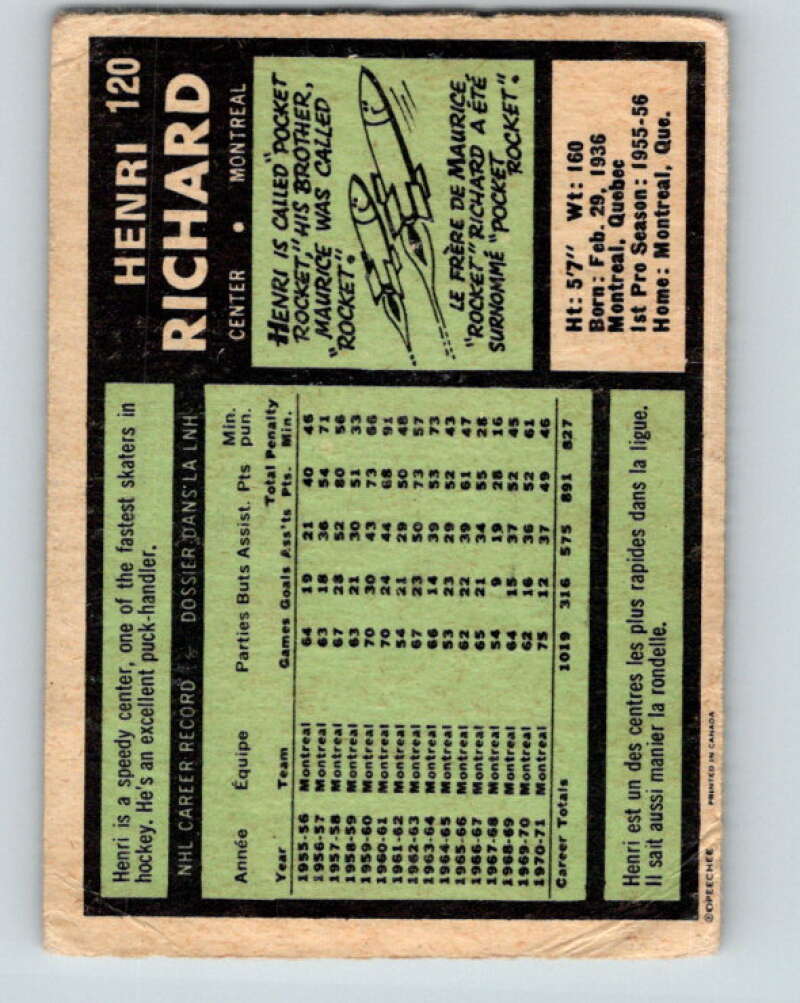 HENRI 120
RICHARD
CENTER • MONTREAL
HENRI IS CALLED "POCKET
ROCKET," HIS BROTHER,
MAURICE WAS CALLED
"ROCKET".
LE FRÈRE DE MAURICE,
"ROCKET" RICHARD A ÉTÉ
SURNOMMÉ "POCKET
ROCKET".
Ht: 5'7" Wt: 160
Born: Feb. 29, 1936
Montreal, Quebec
1st Pro Season: 1955-56
Home: Montreal, Que.
Henri is a speedy center, one of the fastest skaters in
hockey. He's an excellent puck-handler.
NHL CAREER RECORD DOSSIER DANS LA LNH
Année Équipe Parties Buts Assist. Pts Min. pun.
Year Team Games Goals Ass'ts Total Pts. Penalty Min.
1955-56 Montreal 64 19 21 40 46
1956-57 Montreal 63 18 36 54 71
1957-58 Montreal 67 28 52 80 56
1958-59 Montreal 63 21 30 51 33
1959-60 Montreal 70 30 43 73 66
1960-61 Montreal 70 24 44 68 91
1961-62 Montreal 54 21 29 50 48
1962-63 Montreal 67 23 50 73 57
1963-64 Montreal 66 14 39 53 73
1964-65 Montreal 53 23 29 52 43
1965-66 Montreal 62 22 39 61 47
1966-67 Montreal 65 21 34 55 28
1967-68 Montreal 54 9 19 28 16
1968-69 Montreal 64 15 37 52 45
1969-70 Montreal 62 16 36 52 61
1970-71 Montreal 75 12 37 49 46
Career Totals 1019 316 575 891 827
Henri est un des centres les plus rapides dans la ligue.
Il sait aussi manier la rondelle.
©OPEECHEE PRINTED IN CANADA